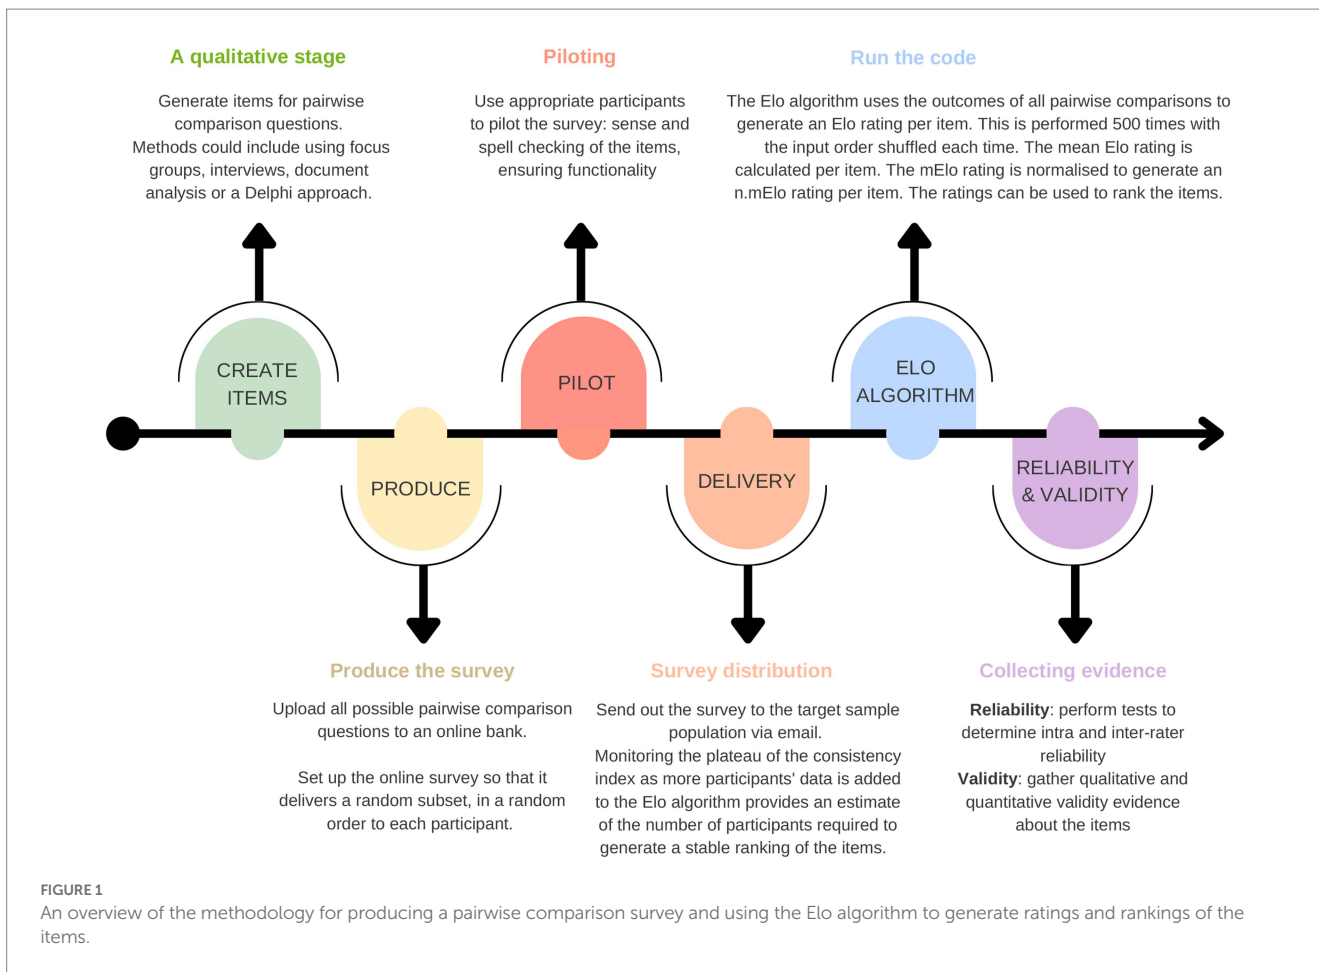 A qualitative stage
Generate items for pairwise
comparison questions.
Methods could include using focus
groups, interviews, document
analysis or a Delphi approach.
Piloting
Use appropriate participants
to pilot the survey: sense and
spell checking of the items,
ensuring functionality
Run the code
The Elo algorithm uses the outcomes of all pairwise comparisons to
generate an Elo rating per item. This is performed 500 times with
the input order shuffled each time. The mean Elo rating is
calculated per item. The mElo rating is normalised to generate an
n.mElo rating per item. The ratings can be used to rank the items.
CREATE
ITEMS
PRODUCE
PILOT
DELIVERY
ELO
ALGORITHM
RELIABILITY
& VALIDITY
Produce the survey
Upload all possible pairwise comparison
questions to an online bank.
Set up the online survey so that it
delivers a random subset, in a random
order to each participant.
Survey distribution
Send out the survey to the target sample
population via email.
Monitoring the plateau of the consistency
index as more participants' data is added
to the Elo algorithm provides an estimate
of the number of participants required to
generate a stable ranking of the items.
Collecting evidence
Reliability: perform tests to
determine intra and inter-rater
reliability
Validity: gather qualitative and
quantitative validity evidence
about the items
FIGURE 1
An overview of the methodology for producing a pairwise comparison survey and using the Elo algorithm to generate ratings and rankings of the
items.